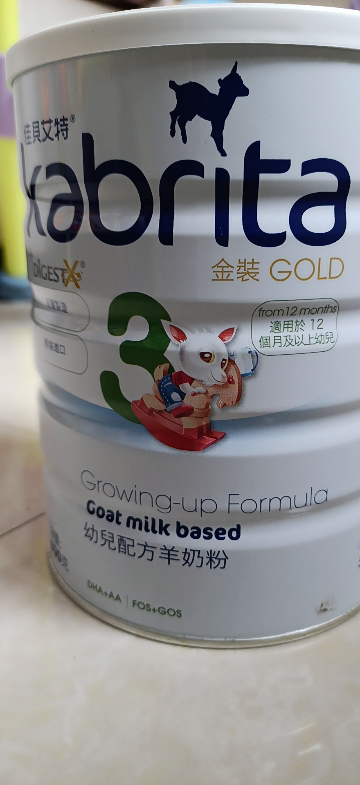 佳貝艾特®
kabrita
DIGESTX®
金裝 GOLD
3
from 12 months
適用於 12
個月及以上幼兒
Growing-up Formula
Goat milk based
幼兒配方羊奶粉
DHA+AA | FOS+GOS